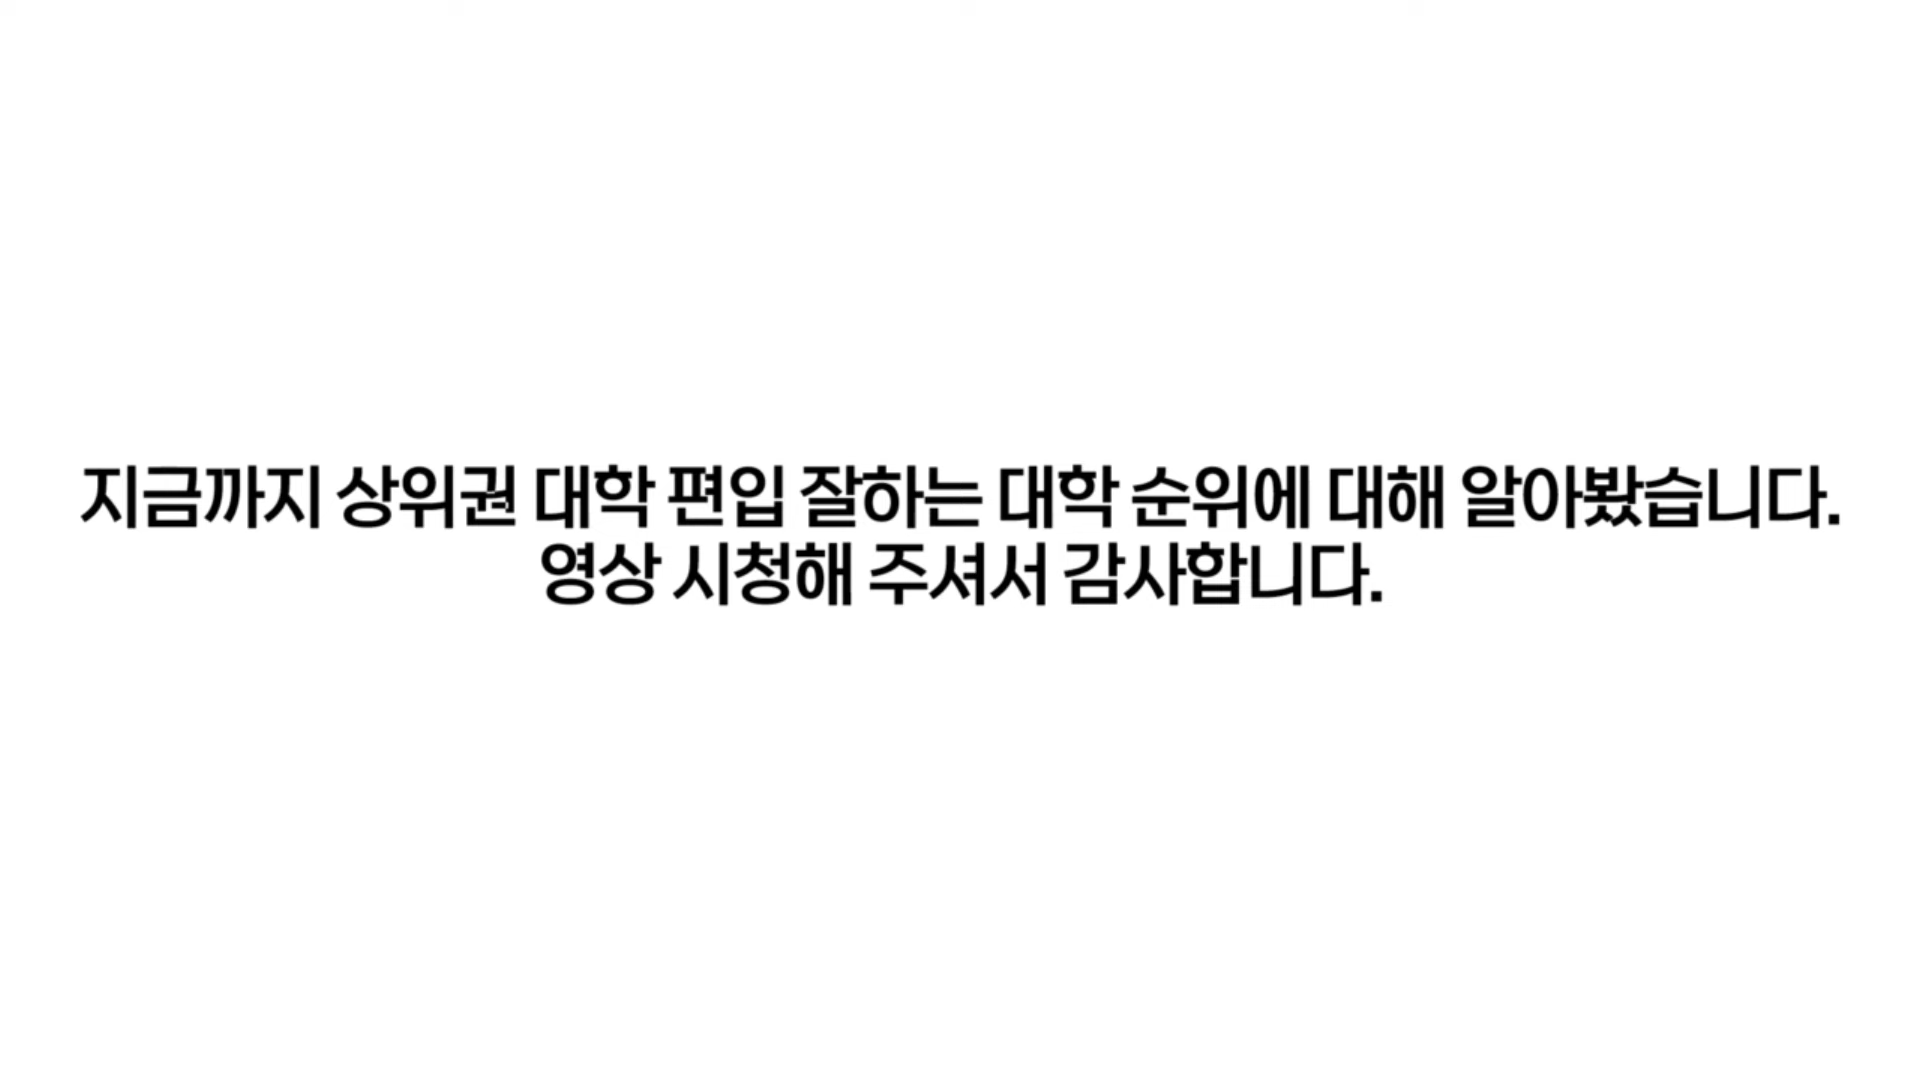 지금까지 상위권 대학 편입 잘하는 대학 순위에 대해 알아봤습니다.
영상 시청해 주셔서 감사합니다.